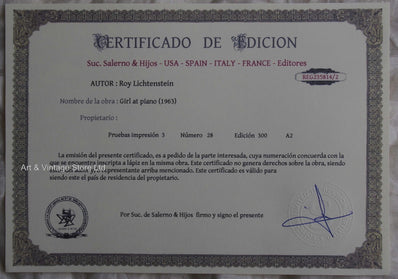 CERTIFICADO DE EDICION
Suc. Salerno & Hijos - USA - SPAIN - ITALY - FRANCE - Editores
REG235814/2
AUTOR : Roy Lichtenstein
Nombre de la obra : Girl at piano (1963)
Propietario :
Pruebas impresión 3 Número 28 Edición 300 A2
La emisión del presente certificado, es a pedido de la parte interesada, cuya numeración concuerda con la
que se encuentra inscripta a lápiz en la misma obra. Este certificado no genera derechos sobre la obra, siendo
representante arriba mencionado. Este certificado es válido para
siendo este el país de residencia del propietario.
Art & Vintage
Por Suc. de Salerno & Hijos firmo y signo el presente